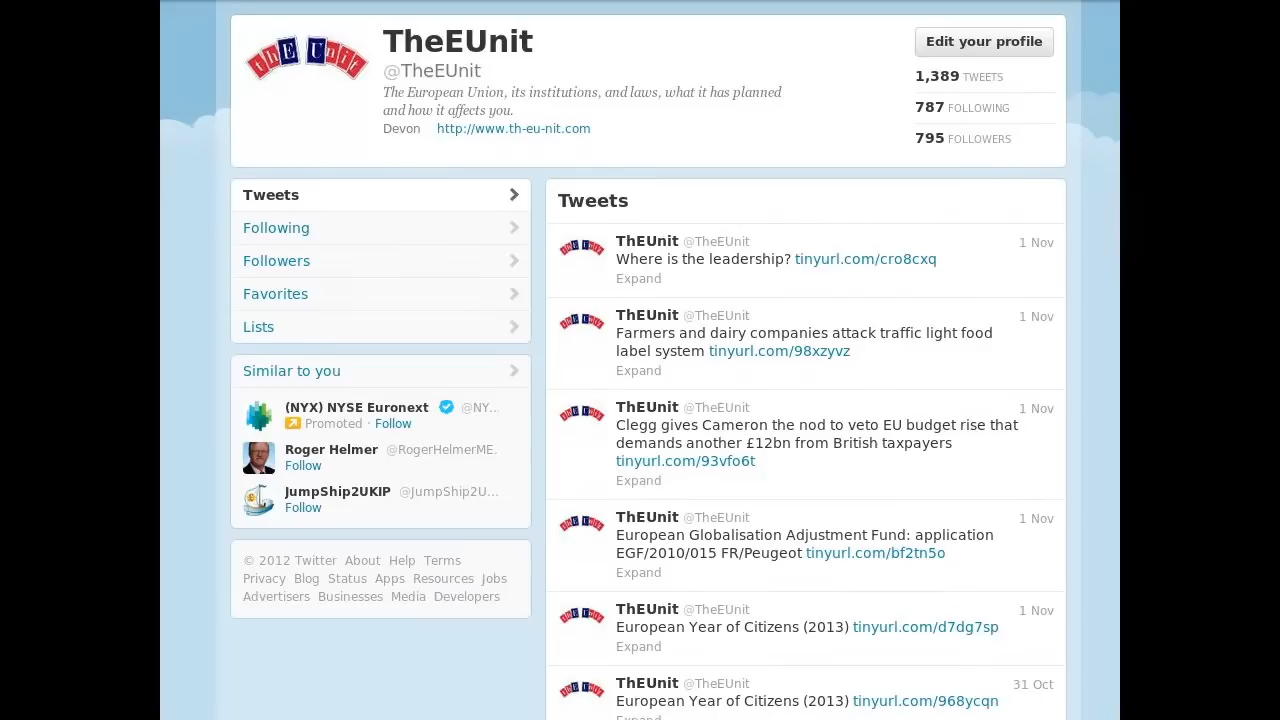 thE Unit
TheEUnit
@TheEUnit
The European Union, its institutions, and laws, what it has planned
and how it affects you.
Devon http://www.th-eu-nit.com
Edit your profile
1,389 TWEETS
787 FOLLOWING
795 FOLLOWERS
Tweets
Following
Followers
Favorites
Lists
Similar to you
(NYX) NYSE Euronext @NY...
Promoted · Follow
Roger Helmer @RogerHelmerME.
Follow
JumpShip2UKIP @JumpShip2U...
Follow
© 2012 Twitter About Help Terms
Privacy Blog Status Apps Resources Jobs
Advertisers Businesses Media Developers
Tweets
ThEUnit @TheEUnit 1 Nov
Where is the leadership? tinyurl.com/cro8cxq
Expand
ThEUnit @TheEUnit 1 Nov
Farmers and dairy companies attack traffic light food
label system tinyurl.com/98xzyvz
Expand
ThEUnit @TheEUnit 1 Nov
Clegg gives Cameron the nod to veto EU budget rise that
demands another £12bn from British taxpayers
tinyurl.com/93vfo6t
Expand
ThEUnit @TheEUnit 1 Nov
European Globalisation Adjustment Fund: application
EGF/2010/015 FR/Peugeot tinyurl.com/bf2tn5o
Expand
ThEUnit @TheEUnit 1 Nov
European Year of Citizens (2013) tinyurl.com/d7dg7sp
Expand
ThEUnit @TheEUnit 31 Oct
European Year of Citizens (2013) tinyurl.com/968ycqn
Expand